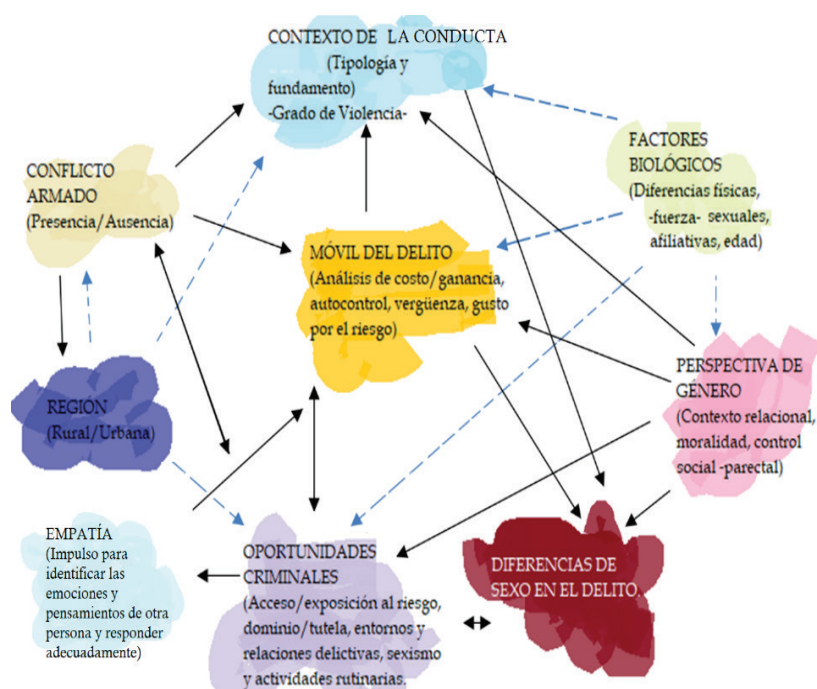 CONTEXTO DE LA CONDUCTA
(Tipología y
fundamento)
-Grado de Violencia-
CONFLICTO
ARMADO
(Presencia/Ausencia)
FACTORES
BIOLÓGICOS
(Diferencias físicas,
-fuerza- sexuales,
afiliativas, edad)
MÓVIL DEL DELITO
(Análisis de costo/ganancia,
autocontrol, vergüenza, gusto
por el riesgo)
PERSPECTIVA DE
GÉNERO
(Contexto relacional,
moralidad, control
social -parectal)
REGIÓN
(Rural/Urbana)
EMPATÍA
(Impulso para
identificar las
emociones y
pensamientos de otra
persona y responder
adecuadamente)
OPORTUNIDADES
CRIMINALES
(Acceso/exposición al riesgo,
dominio/tutela, entornos y
relaciones delictivas, sexismo
y actividades rutinarias.
DIFERENCIAS DE
SEXO EN EL DELITO.